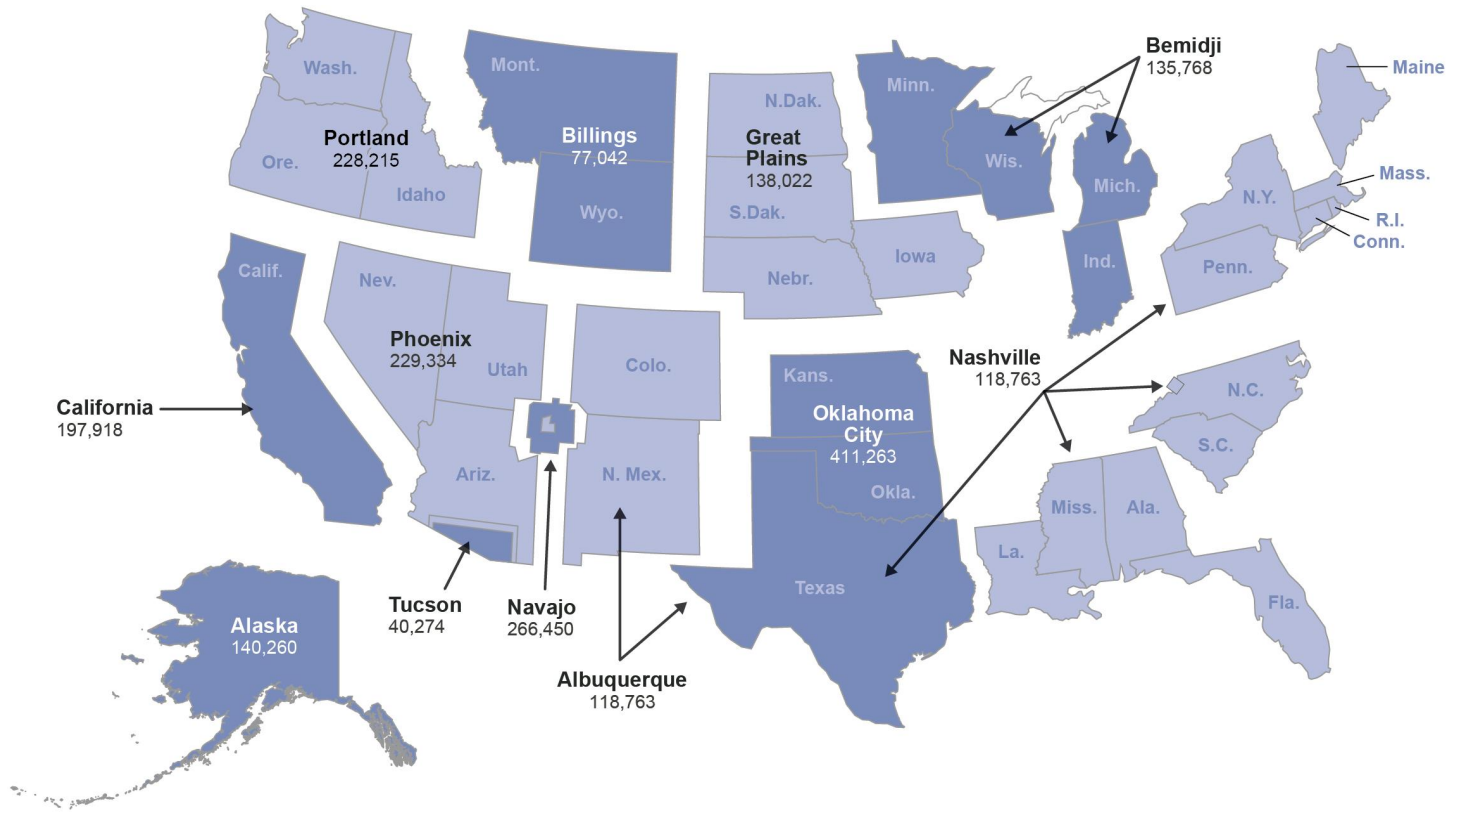 Wash.
Ore.
Idaho
Portland
228,215
Mont.
Billings
77,042
Wyo.
N.Dak.
Great
Plains
138,022
S.Dak.
Nebr.
Iowa
Minn.
Wis.
Mich.
Ind.
Bemidji
135,768
Maine
Mass.
N.Y.
R.I.
Conn.
Penn.
Calif.
California
197,918
Nev.
Phoenix
229,334
Utah
Ariz.
Colo.
N. Mex.
Kans.
Oklahoma
City
411,263
Okla.
Texas
Nashville
118,763
N.C.
S.C.
Miss.
Ala.
La.
Fla.
Alaska
140,260
Tucson
40,274
Navajo
266,450
Albuquerque
118,763